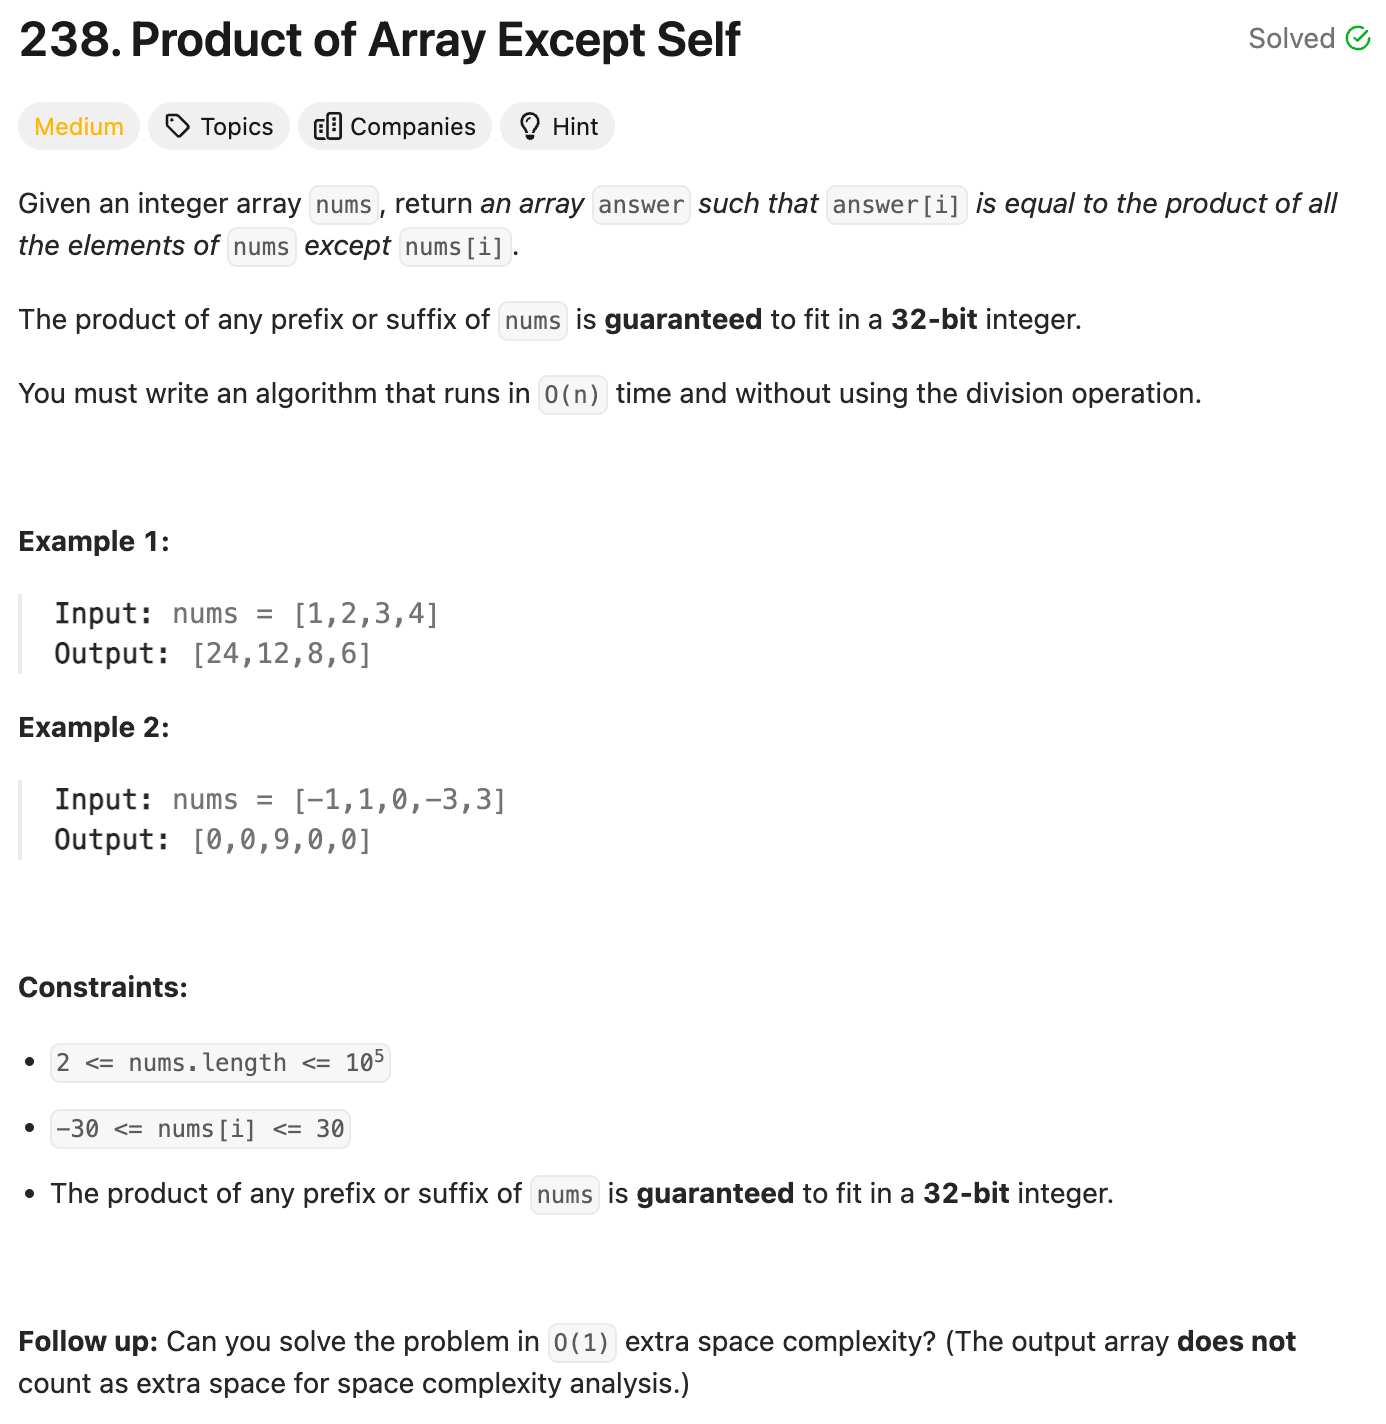 238. Product of Array Except Self
Solved
Medium Topics Companies Hint
Given an integer array nums, return an array answer such that answer[i] is equal to the product of all
the elements of nums except nums[i].
The product of any prefix or suffix of nums is guaranteed to fit in a 32-bit integer.
You must write an algorithm that runs in O(n) time and without using the division operation.
Example 1:
Input: nums = [1,2,3,4]
Output: [24,12,8,6]
Example 2:
Input: nums = [-1,1,0,-3,3]
Output: [0,0,9,0,0]
Constraints:
• 2 <= nums.length <= 10⁵
• -30 <= nums[i] <= 30
• The product of any prefix or suffix of nums is guaranteed to fit in a 32-bit integer.
Follow up: Can you solve the problem in O(1) extra space complexity? (The output array does not
count as extra space for space complexity analysis.)